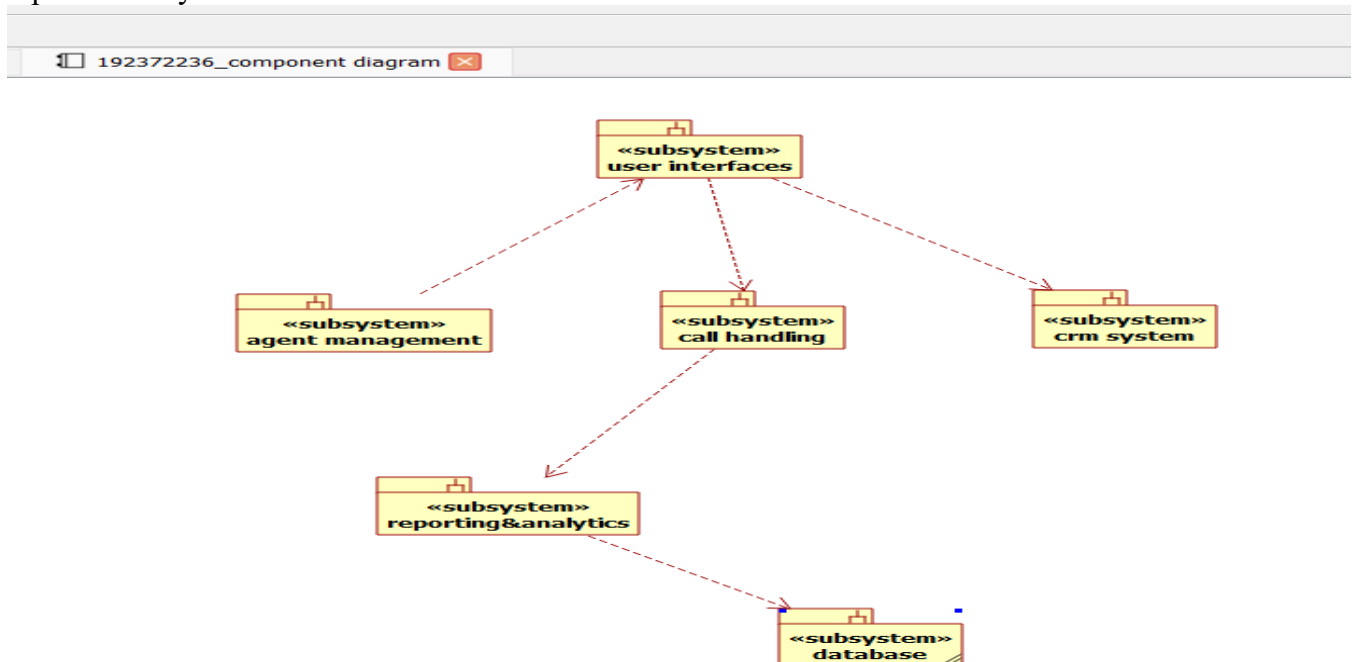 192372236_component diagram
«subsystem»
user interfaces
«subsystem»
agent management
«subsystem»
call handling
«subsystem»
crm system
«subsystem»
reporting&analytics
«subsystem»
database